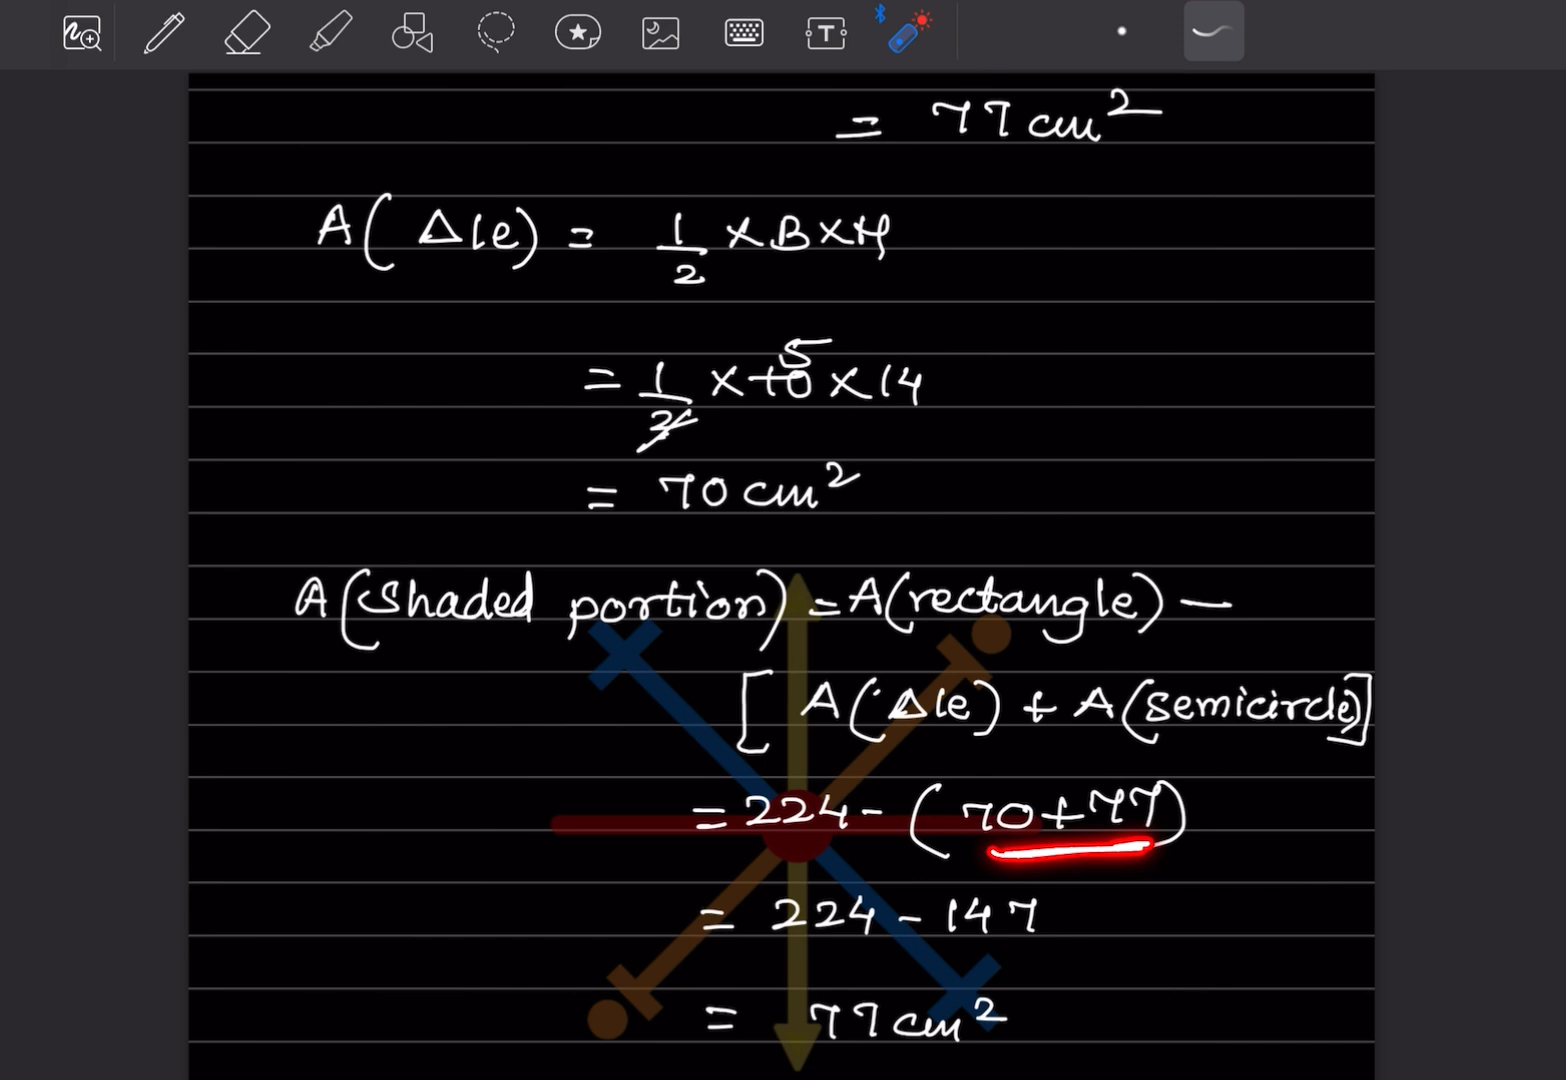 = 77 cm²
A( Δle) = 1/2 × B × H
= 1/2 × 10 × 14
5
= 70 cm²
A(Shaded portion) = A(rectangle) -
[ A(Δle) + A(semicircle)]
= 224 - ( 70 + 77)
= 224 - 147
= 77 cm²